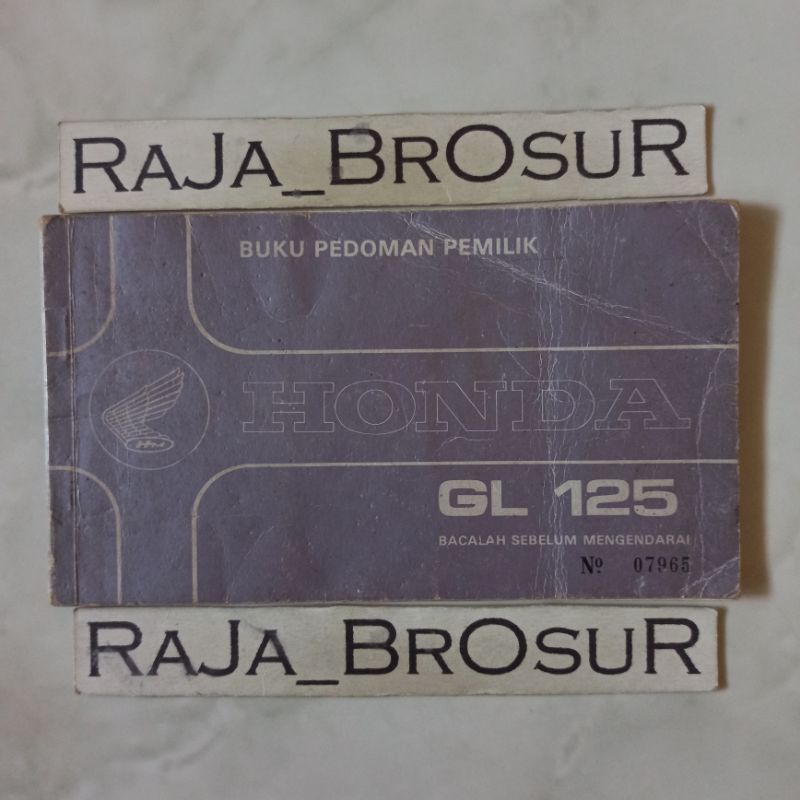 RAJA_BROSUR
BUKU PEDOMAN PEMILIK
HONDA
GL 125
BACALAH SEBELUM MENGENDARAI
Nº 07965
RAJA_BROSUR